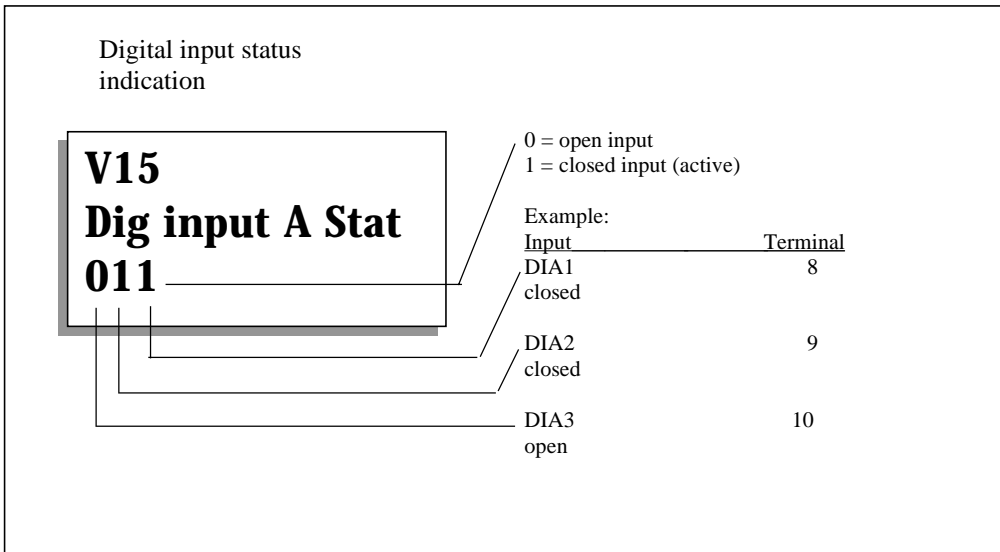 Digital input status
indication
V15
Dig input A Stat
011
0 = open input
1 = closed input (active)
Example:
Input Terminal
DIA1 8
closed
DIA2 9
closed
DIA3 10
open